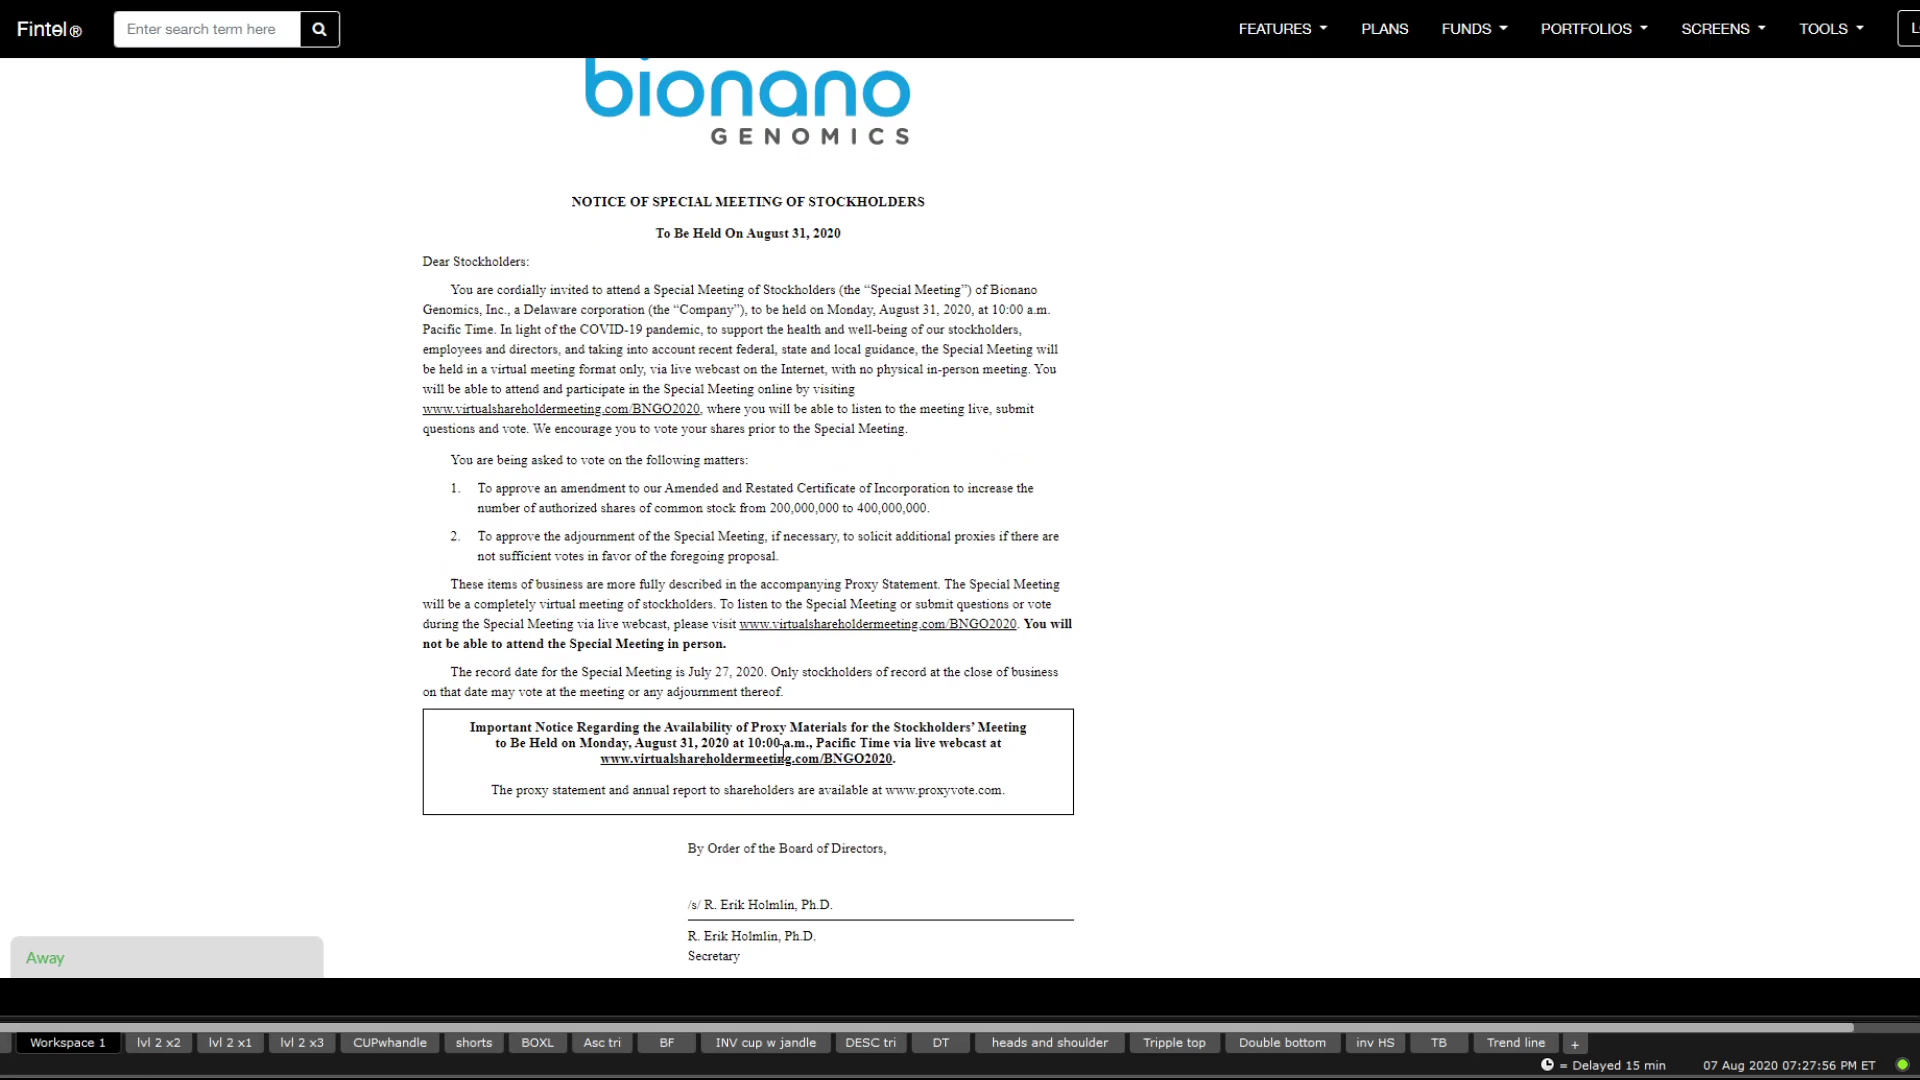 Fintel® Enter search term here FEATURES PLANS FUNDS PORTFOLIOS SCREENS TOOLS
bionano
GENOMICS
NOTICE OF SPECIAL MEETING OF STOCKHOLDERS
To Be Held On August 31, 2020
Dear Stockholders:
You are cordially invited to attend a Special Meeting of Stockholders (the “Special Meeting”) of Bionano
Genomics, Inc., a Delaware corporation (the “Company”), to be held on Monday, August 31, 2020, at 10:00 a.m.
Pacific Time. In light of the COVID-19 pandemic, to support the health and well-being of our stockholders,
employees and directors, and taking into account recent federal, state and local guidance, the Special Meeting will
be held in a virtual meeting format only, via live webcast on the Internet, with no physical in-person meeting. You
will be able to attend and participate in the Special Meeting online by visiting
www.virtualshareholdermeeting.com/BNGO2020, where you will be able to listen to the meeting live, submit
questions and vote. We encourage you to vote your shares prior to the Special Meeting.
You are being asked to vote on the following matters:
1. To approve an amendment to our Amended and Restated Certificate of Incorporation to increase the
number of authorized shares of common stock from 200,000,000 to 400,000,000.
2. To approve the adjournment of the Special Meeting, if necessary, to solicit additional proxies if there are
not sufficient votes in favor of the foregoing proposal.
These items of business are more fully described in the accompanying Proxy Statement. The Special Meeting
will be a completely virtual meeting of stockholders. To listen to the Special Meeting or submit questions or vote
during the Special Meeting via live webcast, please visit www.virtualshareholdermeeting.com/BNGO2020. You will
not be able to attend the Special Meeting in person.
The record date for the Special Meeting is July 27, 2020. Only stockholders of record at the close of business
on that date may vote at the meeting or any adjournment thereof.
Important Notice Regarding the Availability of Proxy Materials for the Stockholders’ Meeting
to Be Held on Monday, August 31, 2020 at 10:00 a.m., Pacific Time via live webcast at
www.virtualshareholdermeeting.com/BNGO2020.
The proxy statement and annual report to shareholders are available at www.proxyvote.com.
By Order of the Board of Directors,
/s/ R. Erik Holmlin, Ph.D.
R. Erik Holmlin, Ph.D.
Secretary
Away
Workspace 1 lvl 2 x2 lvl 2 x1 lvl 2 x3 CUPwhandle shorts BOXL Asc tri BF INV cup w jandle DESC tri DT heads and shoulder Tripple top Double bottom inv HS TB Trend line +
= Delayed 15 min 07 Aug 2020 07:27:56 PM ET